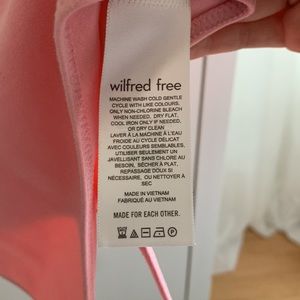 wilfred free
MACHINE WASH COLD GENTLE
CYCLE WITH LIKE COLOURS.
ONLY NON-CHLORINE BLEACH
WHEN NEEDED. DRY FLAT.
COOL IRON ONLY IF NEEDED,
OR DRY CLEAN
LAVER À LA MACHINE À L'EAU
FROIDE AU CYCLE DÉLICAT
AVEC COULEURS SEMBLABLES,
UTILISER SEULEMENT UN
JAVELLISANT SANS CHLORE AU
BESOIN, SÉCHER À PLAT,
REPASSAGE DOUX SI
NÉCESSAIRE, OU NETTOYER À
SEC
MADE IN VIETNAM
FABRIQUÉ AU VIETNAM
MADE FOR EACH OTHER.